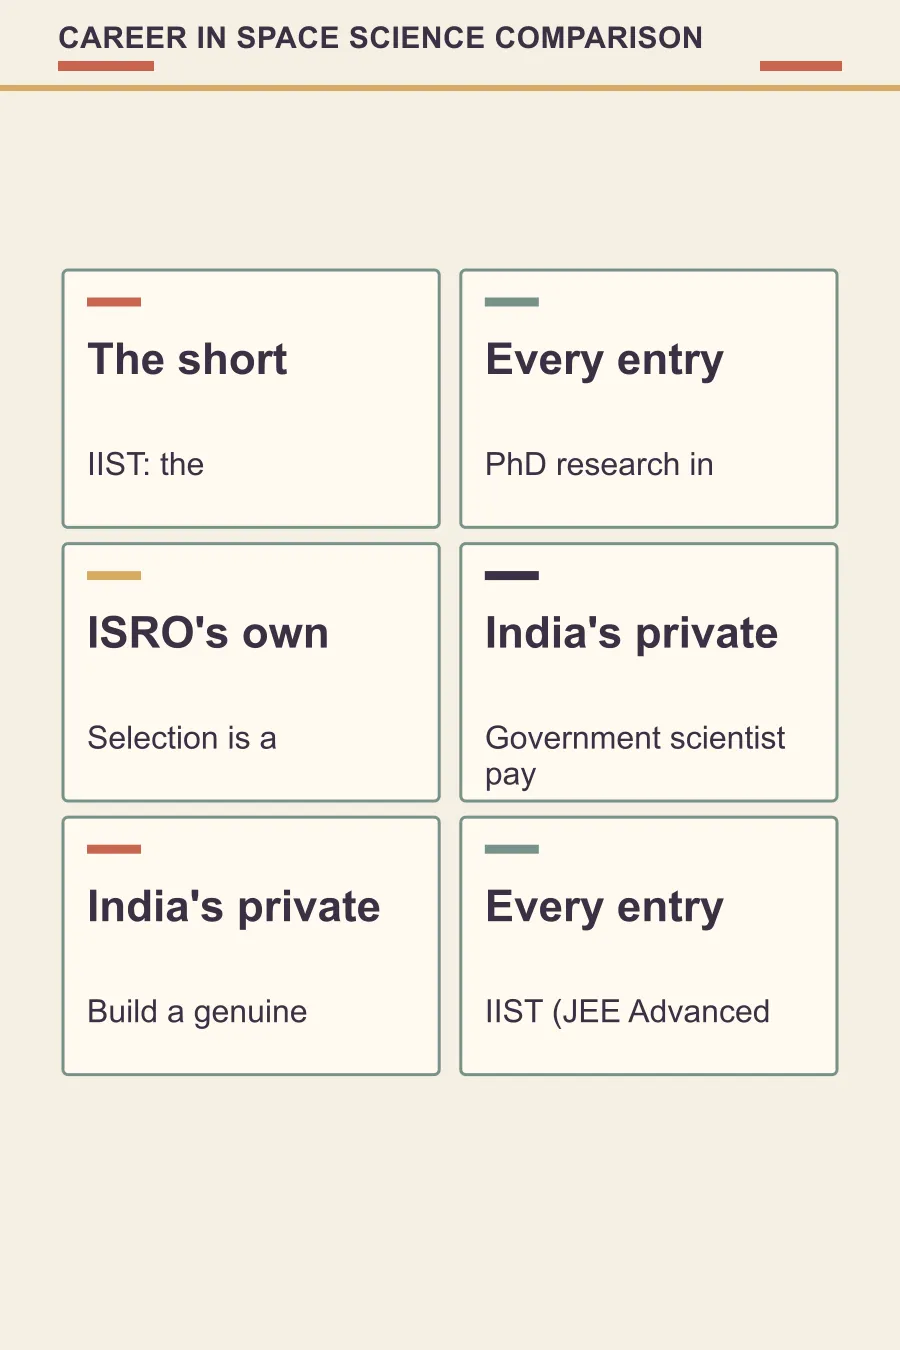 CAREER IN SPACE SCIENCE COMPARISON
The short
IIST: the
Every entry
PhD research in
ISRO's own
Selection is a
India's private
Government scientist
pay
India's private
Build a genuine
Every entry
IIST (JEE Advanced